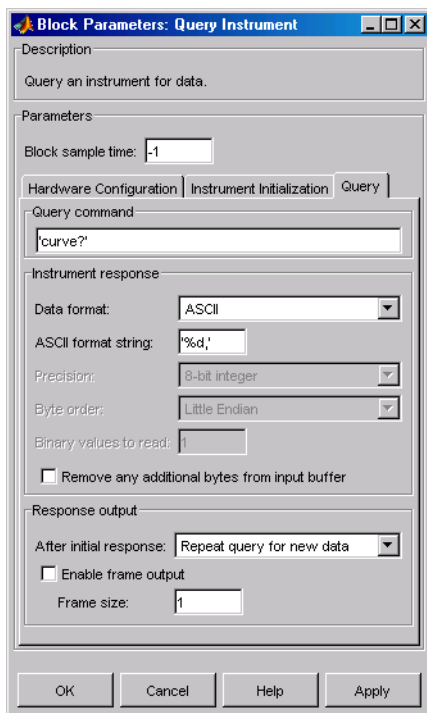 Block Parameters: Query Instrument
Description
Query an instrument for data.
Parameters
Block sample time: -1
Hardware Configuration Instrument Initialization Query
Query command
'curve?'
Instrument response
Data format: ASCII
ASCII format string: '%d,'
Precision: 8-bit integer
Byte order: Little Endian
Binary values to read: 1
Remove any additional bytes from input buffer
Response output
After initial response: Repeat query for new data
Enable frame output
Frame size: 1
OK Cancel Help Apply